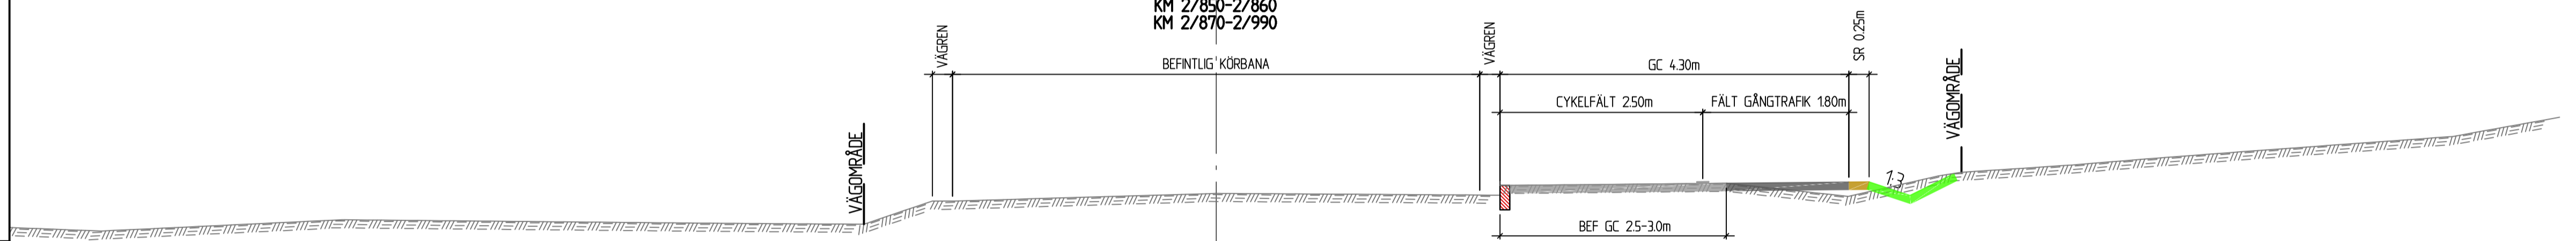 KM 2/850-2/860
KM 2/870-2/990
VÄGREN
VÄGREN
SR 0.25m
BEFINTLIG KÖRBANA
GC 4.30m
VÄGOMRÅDE
CYKELFÄLT 2.50m
FÄLT GÅNGTRAFIK 1.80m
VÄGOMRÅDE
1:3
BEF GC 2.5-3.0m